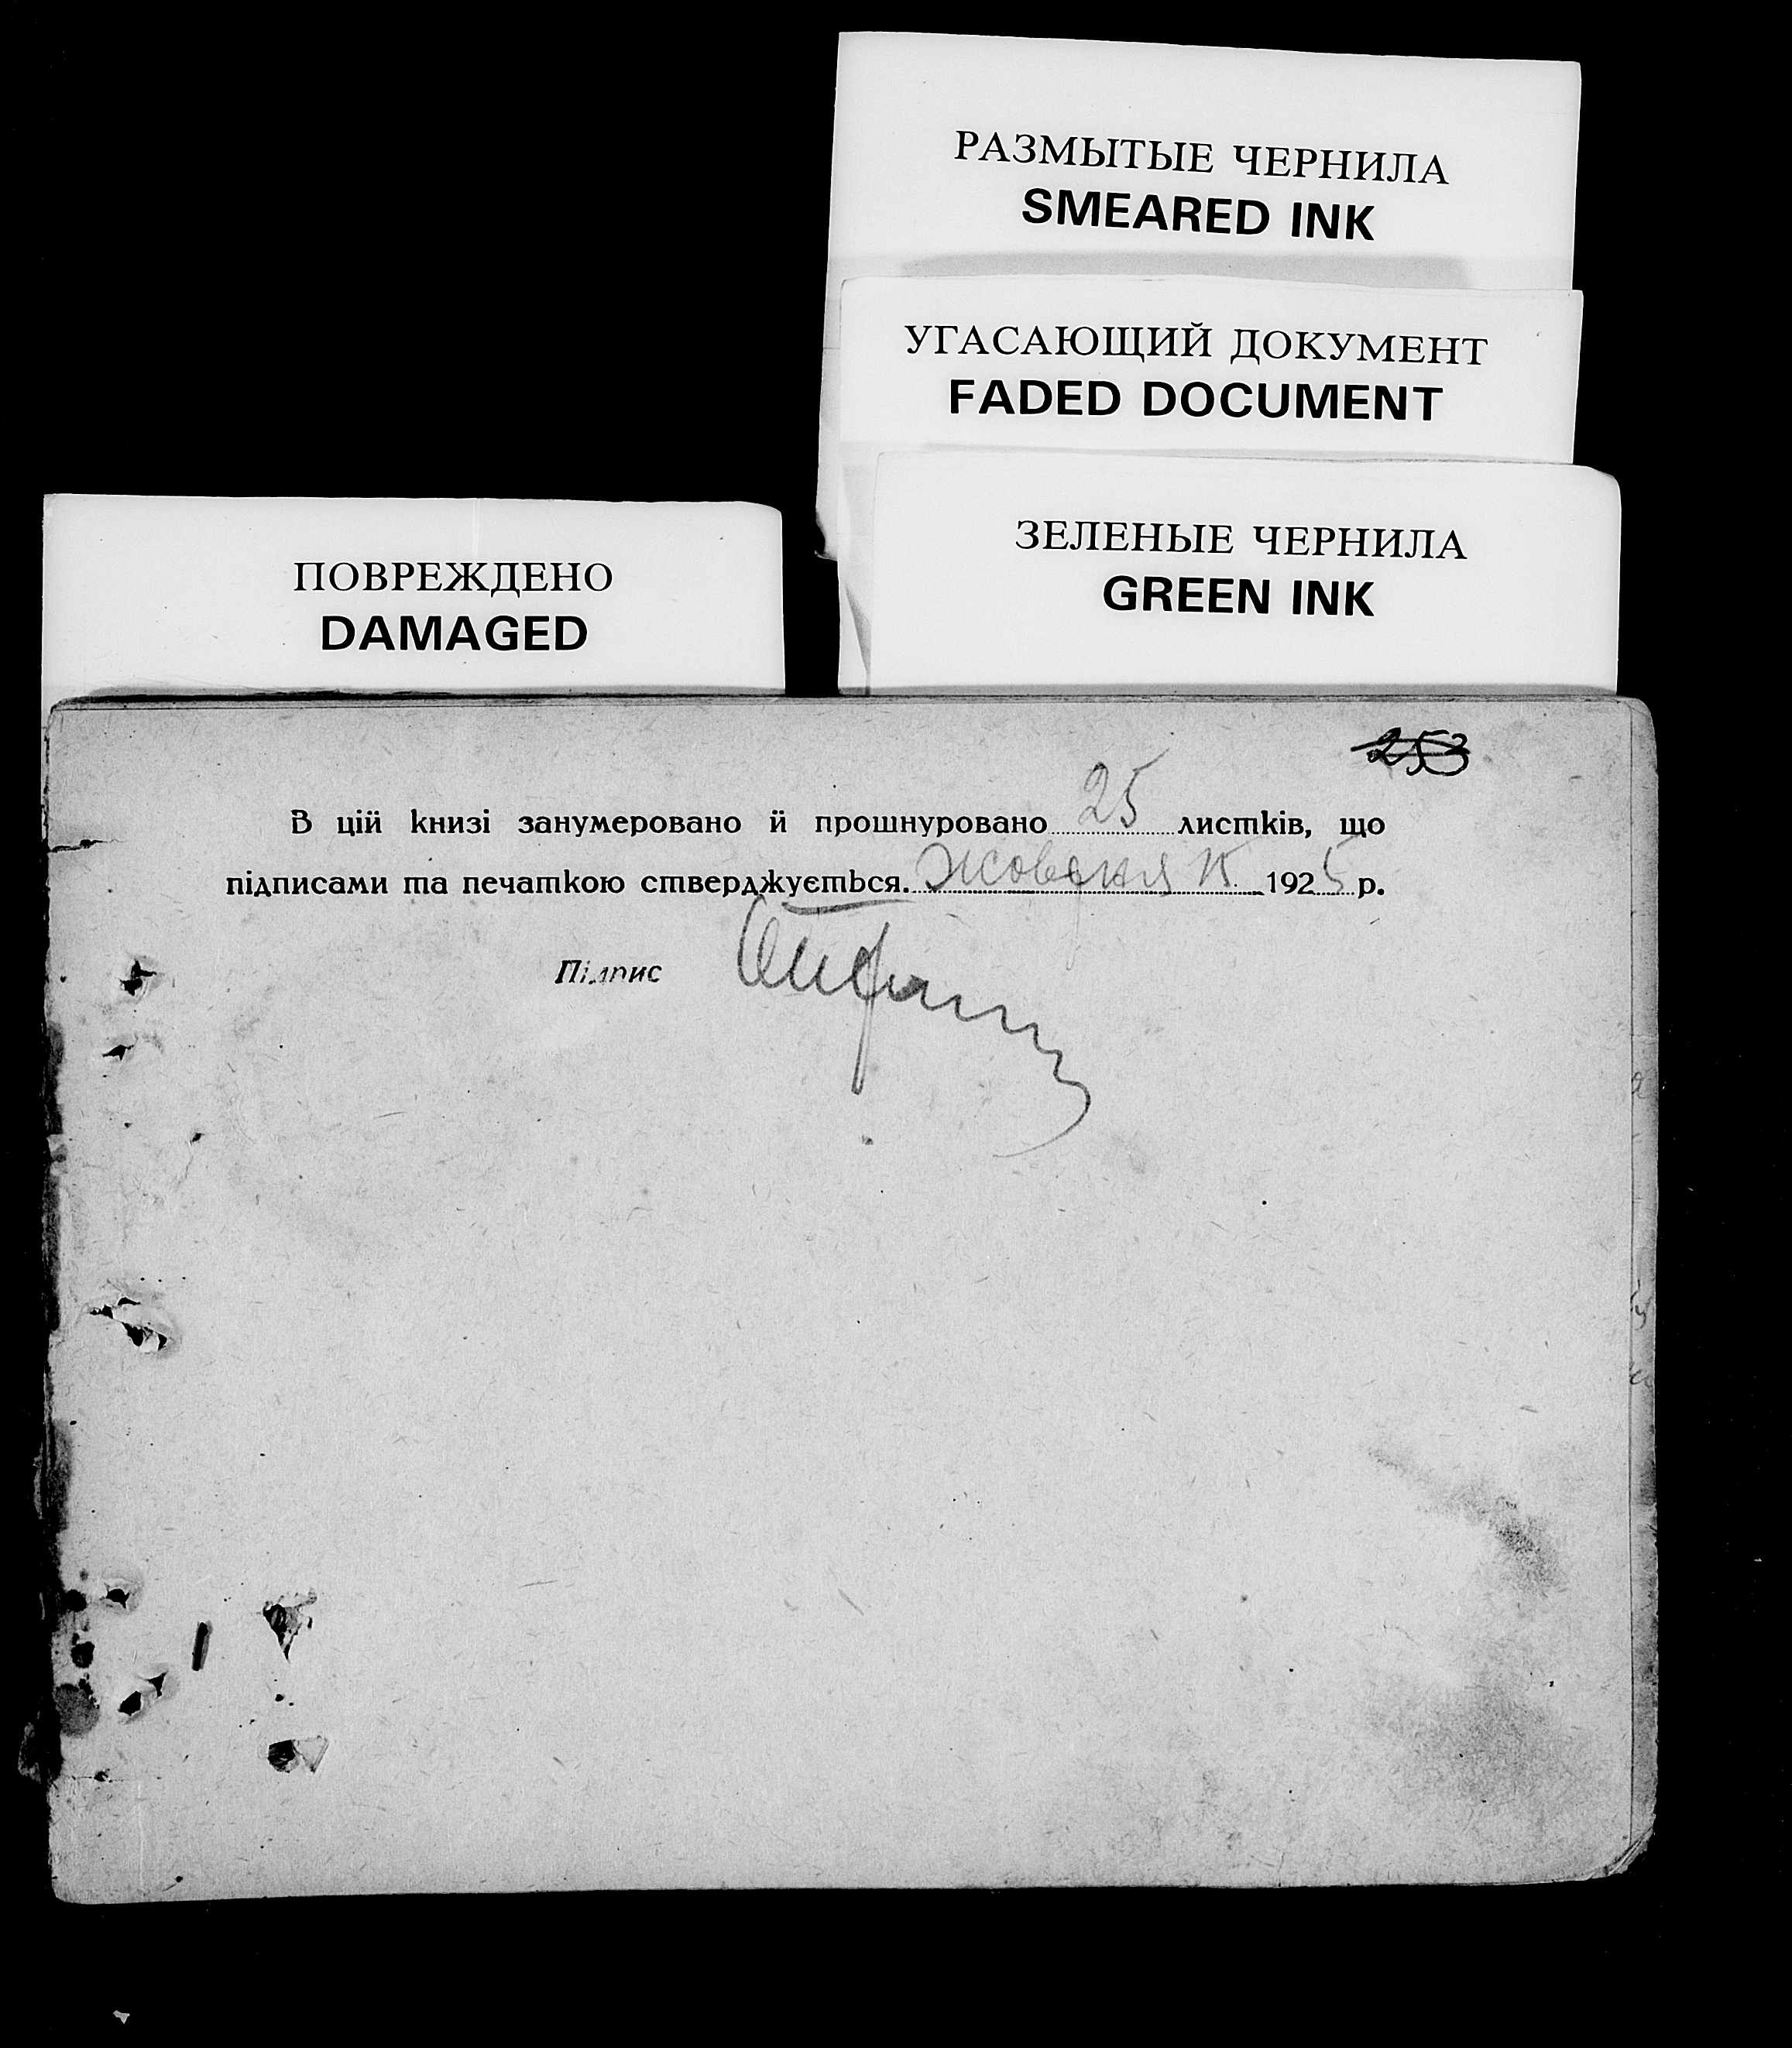 РАЗМЫТЫЕ ЧЕРНИЛА
SMEARED INK
УГАСАЮЩИЙ ДОКУМЕНТ
FADED DOCUMENT
ЗЕЛЕНЫЕ ЧЕРНИЛА
GREEN INK
ПОВРЕЖДЕНО
DAMAGED
253
В цій книзі занумеровано й прошнуровано 25 листків, що
підписами та печаткою стверджується. Жовтня 15 1925 р.
Підпис